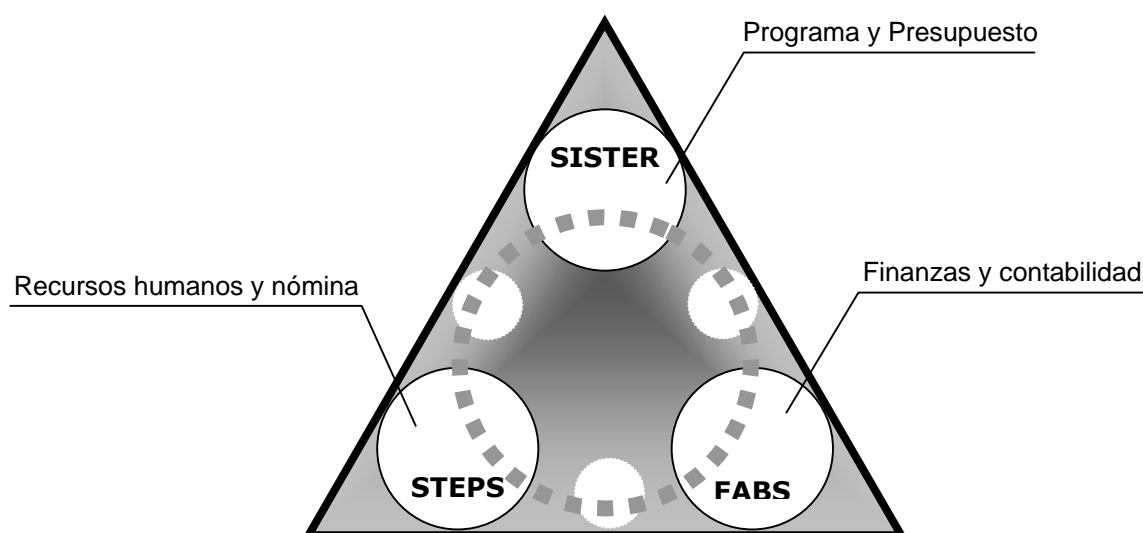 Programa y Presupuesto
SISTER
Recursos humanos y nómina
Finanzas y contabilidad
STEPS
FABS